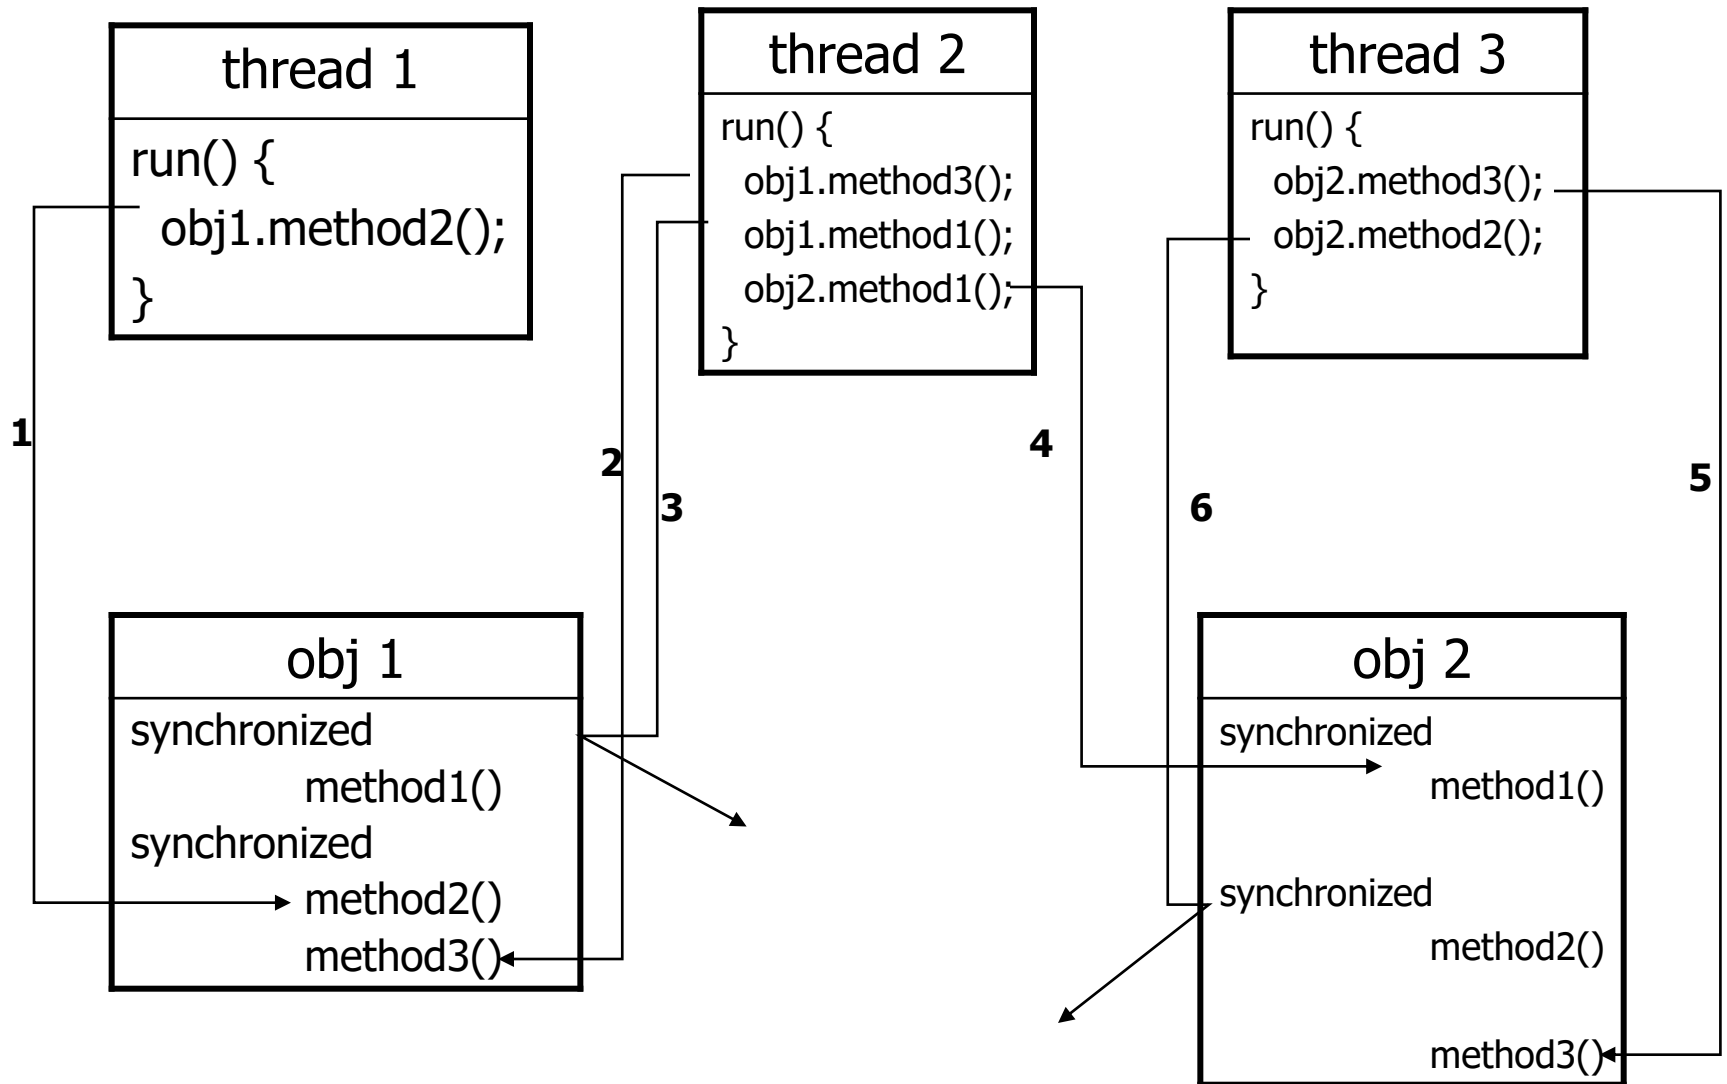 thread 1
run() {
obj1.method2();
}
thread 2
run() {
obj1.method3();
obj1.method1();
obj2.method1();
}
thread 3
run() {
obj2.method3();
obj2.method2();
}
1
2
3
4
6
5
obj 1
synchronized
method1()
synchronized
method2()
method3()
obj 2
synchronized
method1()
synchronized
method2()
method3()